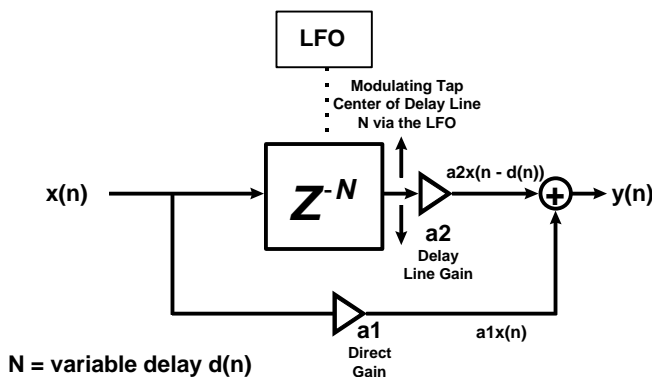 LFO
Modulating Tap
Center of Delay Line
N via the LFO
x(n)
Z-N
a2x(n - d(n))
+
y(n)
a2
Delay
Line Gain
a1
Direct
Gain
a1x(n)
N = variable delay d(n)